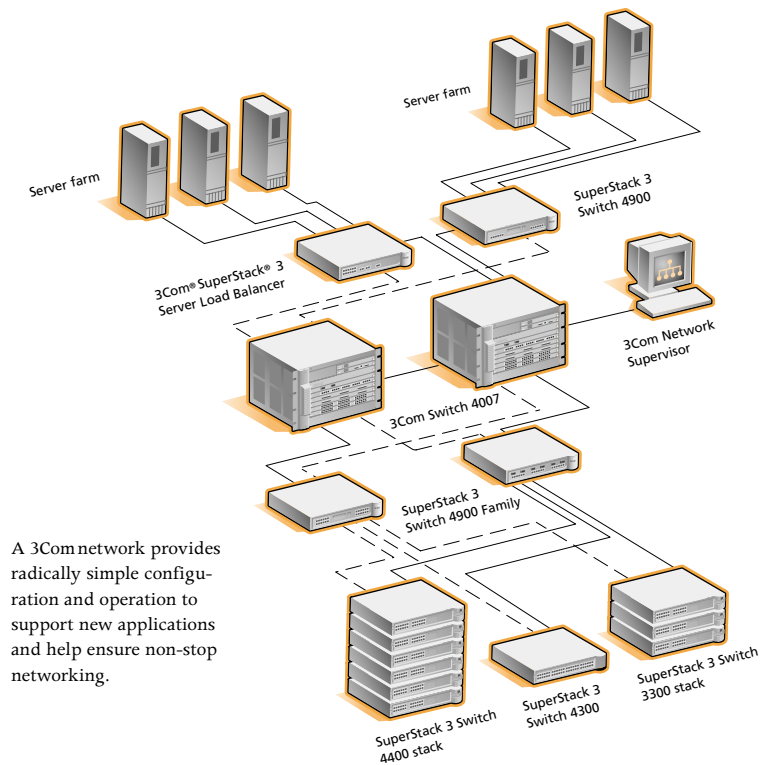 Server farm
Server farm
SuperStack 3
Switch 4900
3Com® SuperStack® 3
Server Load Balancer
3Com Network
Supervisor
3Com Switch 4007
SuperStack 3
Switch 4900 Family
A 3Com network provides
radically simple configu-
ration and operation to
support new applications
and help ensure non-stop
networking.
SuperStack 3 Switch
3300 stack
SuperStack 3
Switch 4300
SuperStack 3 Switch
4400 stack